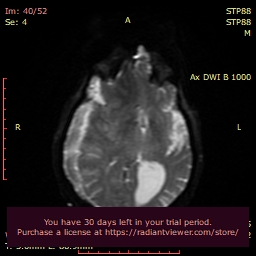 Im: 40/52
STP88
Se: 4
STP88
M
A
Ax DWI B 1000
R
L
You have 30 days left in your trial period.
Purchase a license at https://radiantviewer.com/store/